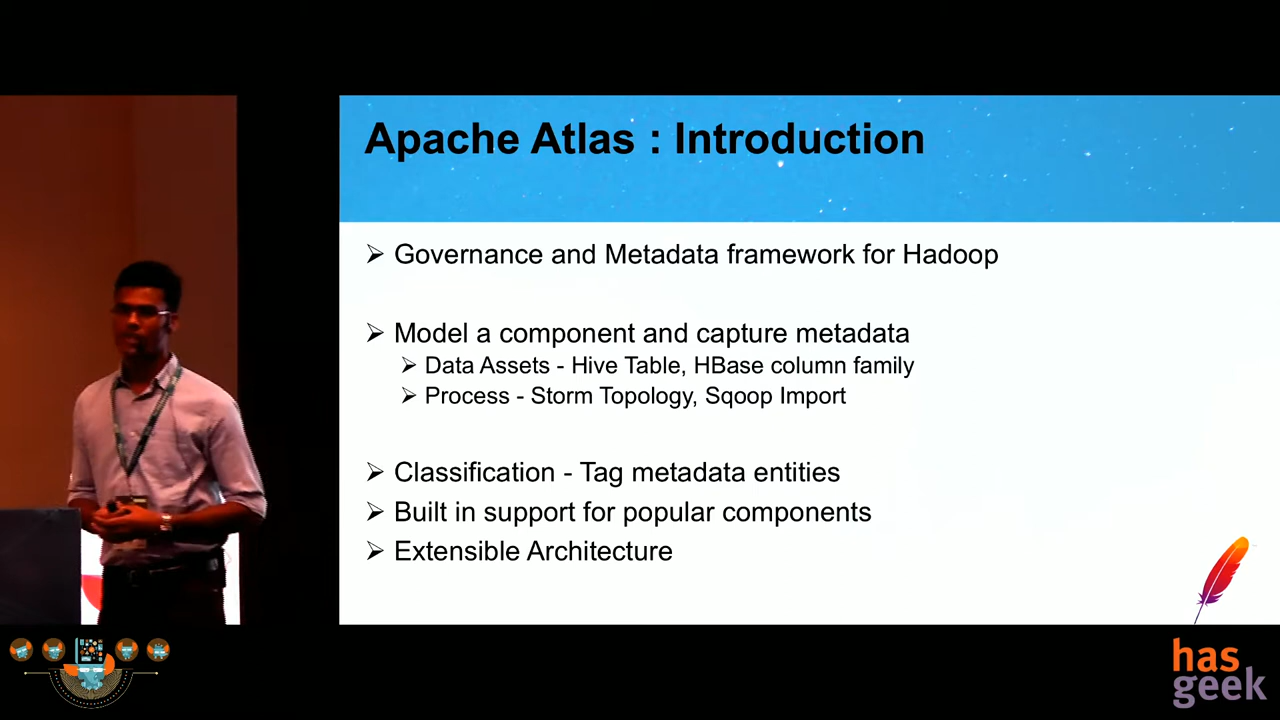 Apache Atlas : Introduction
Governance and Metadata framework for Hadoop
Model a component and capture metadata
Data Assets - Hive Table, HBase column family
Process - Storm Topology, Sqoop Import
Classification - Tag metadata entities
Built in support for popular components
Extensible Architecture
has
geek